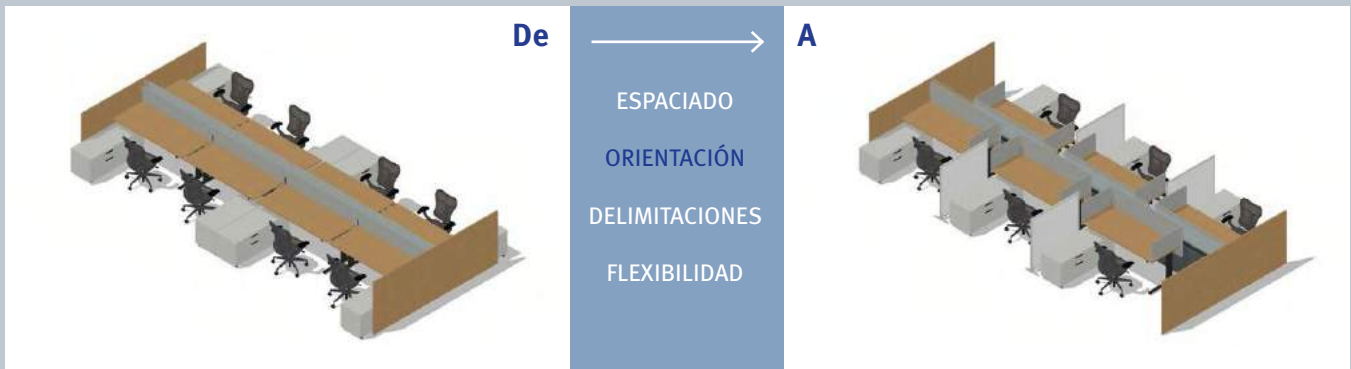 De
A
ESPACIADO
ORIENTACIÓN
DELIMITACIONES
FLEXIBILIDAD